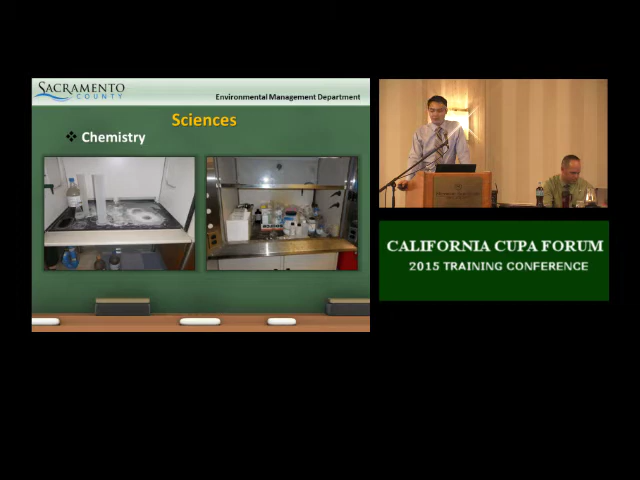 SACRAMENTO
COUNTY
Environmental Management Department
Sciences
❖ Chemistry
CALIFORNIA CUPA FORUM
2015 TRAINING CONFERENCE